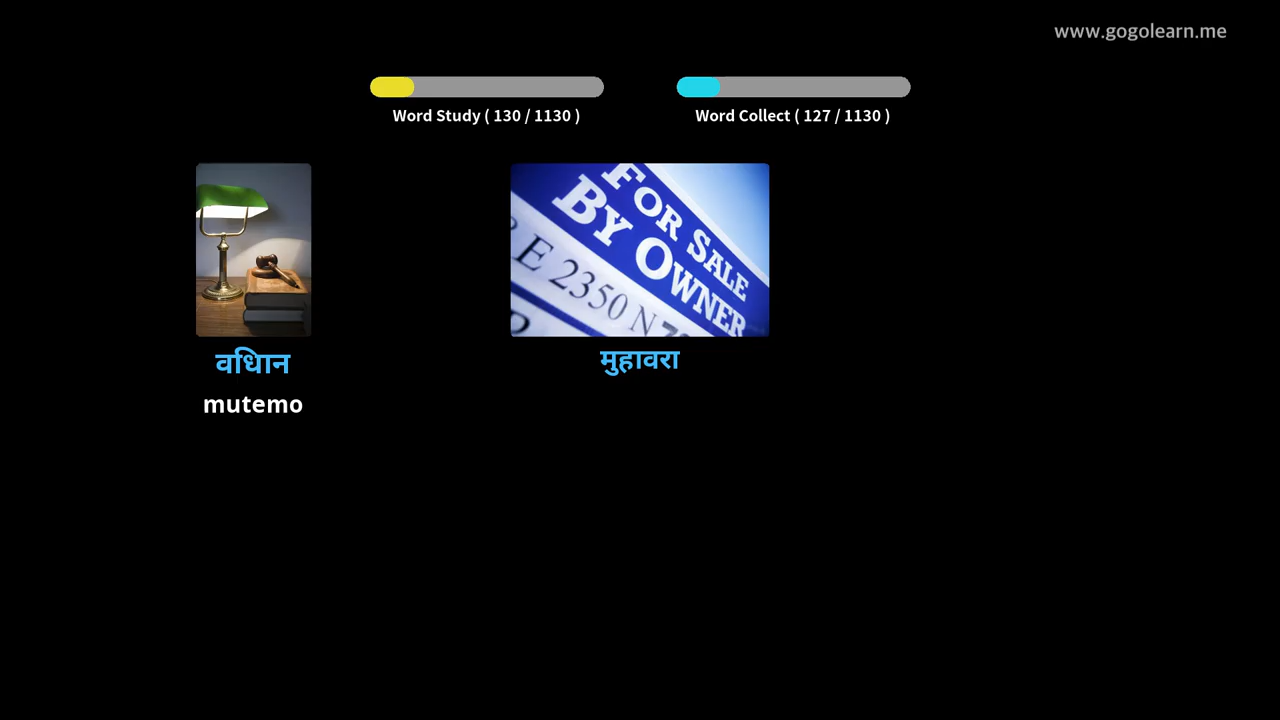 www.gogolearn.me
Word Study ( 130 / 1130 )
Word Collect ( 127 / 1130 )
FOR SALE
BY OWNER
E 2350 N
वधिान
mutemo
मुहावरा